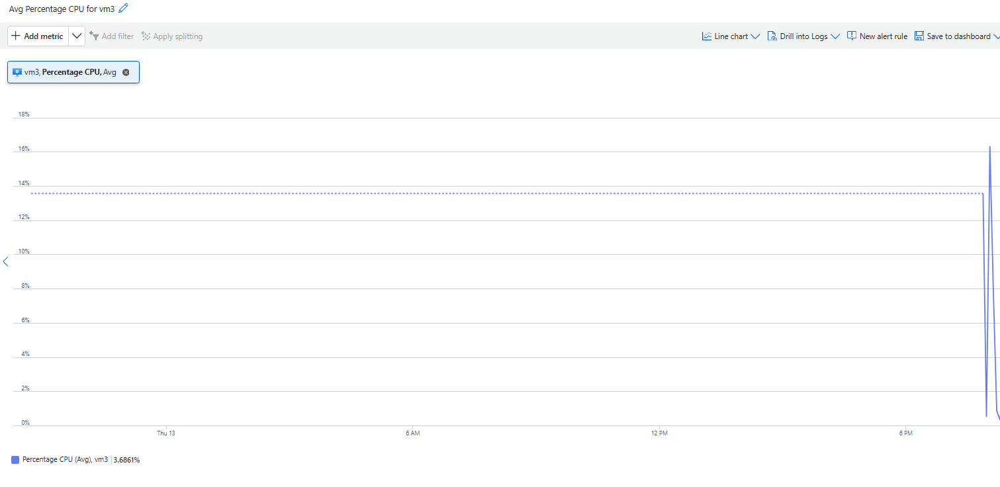 Avg Percentage CPU for vm3
Add metric Add filter Apply splitting Line chart Drill into Logs New alert rule Save to dashboard
vm3, Percentage CPU, Avg
18%
16%
14%
12%
10%
8%
6%
4%
2%
0%
Thu 13 6 AM 12 PM 6 PM
Percentage CPU (Avg), vm3 3.6861%